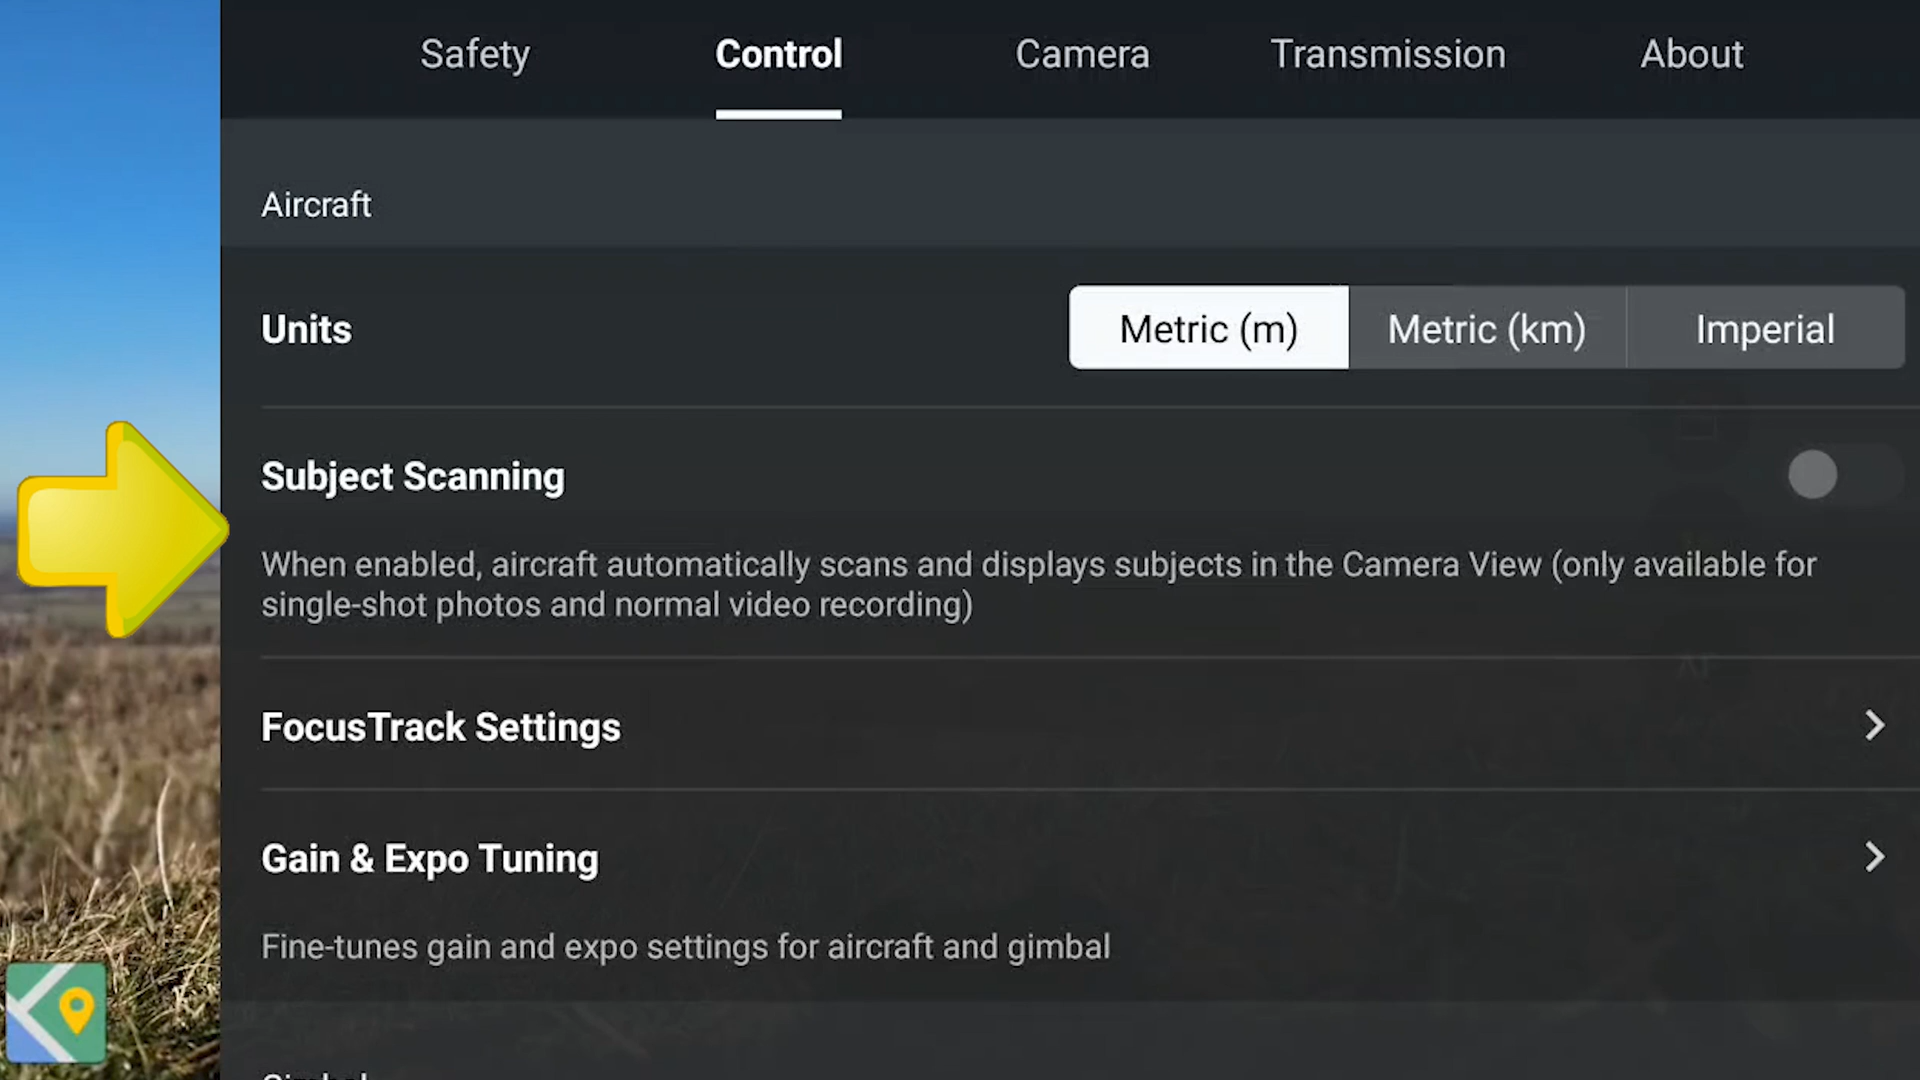 Safety Control Camera Transmission About
Aircraft
Units Metric (m) Metric (km) Imperial
Subject Scanning
When enabled, aircraft automatically scans and displays subjects in the Camera View (only available for
single-shot photos and normal video recording)
FocusTrack Settings
Gain & Expo Tuning
Fine-tunes gain and expo settings for aircraft and gimbal